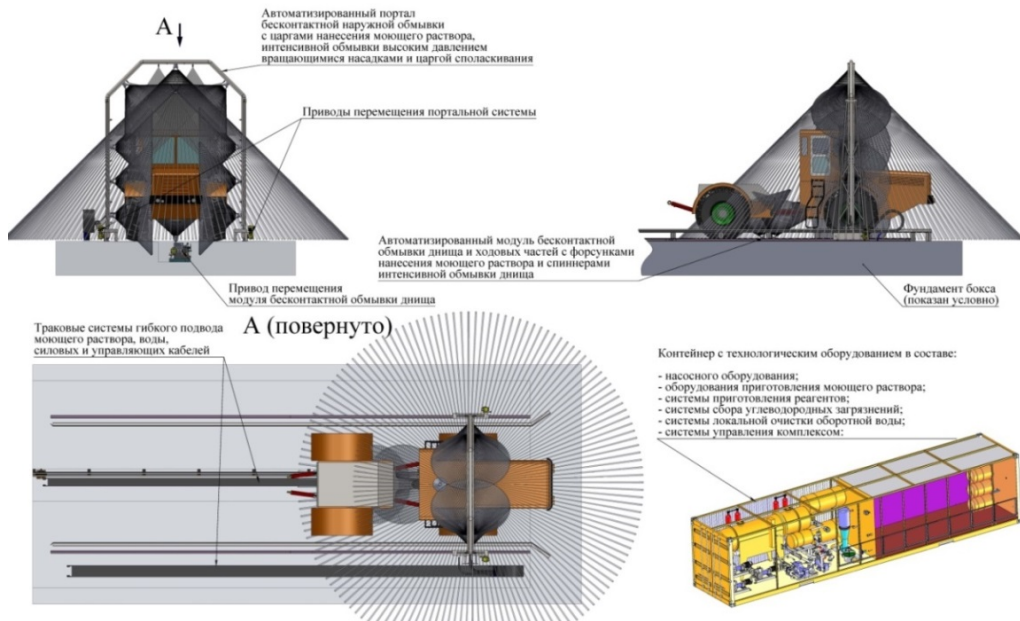 А
Автоматизированный портал
бесконтактной наружной обмывки
с царгами нанесения моющего раствора,
интенсивной обмывки высоким давлением
вращающимися насадками и царгой споласкивания
Приводы перемещения портальной системы
Автоматизированный модуль бесконтактной
обмывки днища и ходовых частей с форсунками
нанесения моющего раствора и спиннерами
интенсивной обмывки днища
Привод перемещения
модуля бесконтактной обмывки днища
Фундамент бокса
(показан условно)
А (повернуто)
Траковые системы гибкого подвода
моющего раствора, воды,
силовых и управляющих кабелей
Контейнер с технологическим оборудованием в составе:
- насосного оборудования;
- оборудования приготовления моющего раствора;
- системы приготовления реагентов;
- системы сбора углеводородных загрязнений;
- системы локальной очистки оборотной воды;
- системы управления комплексом: